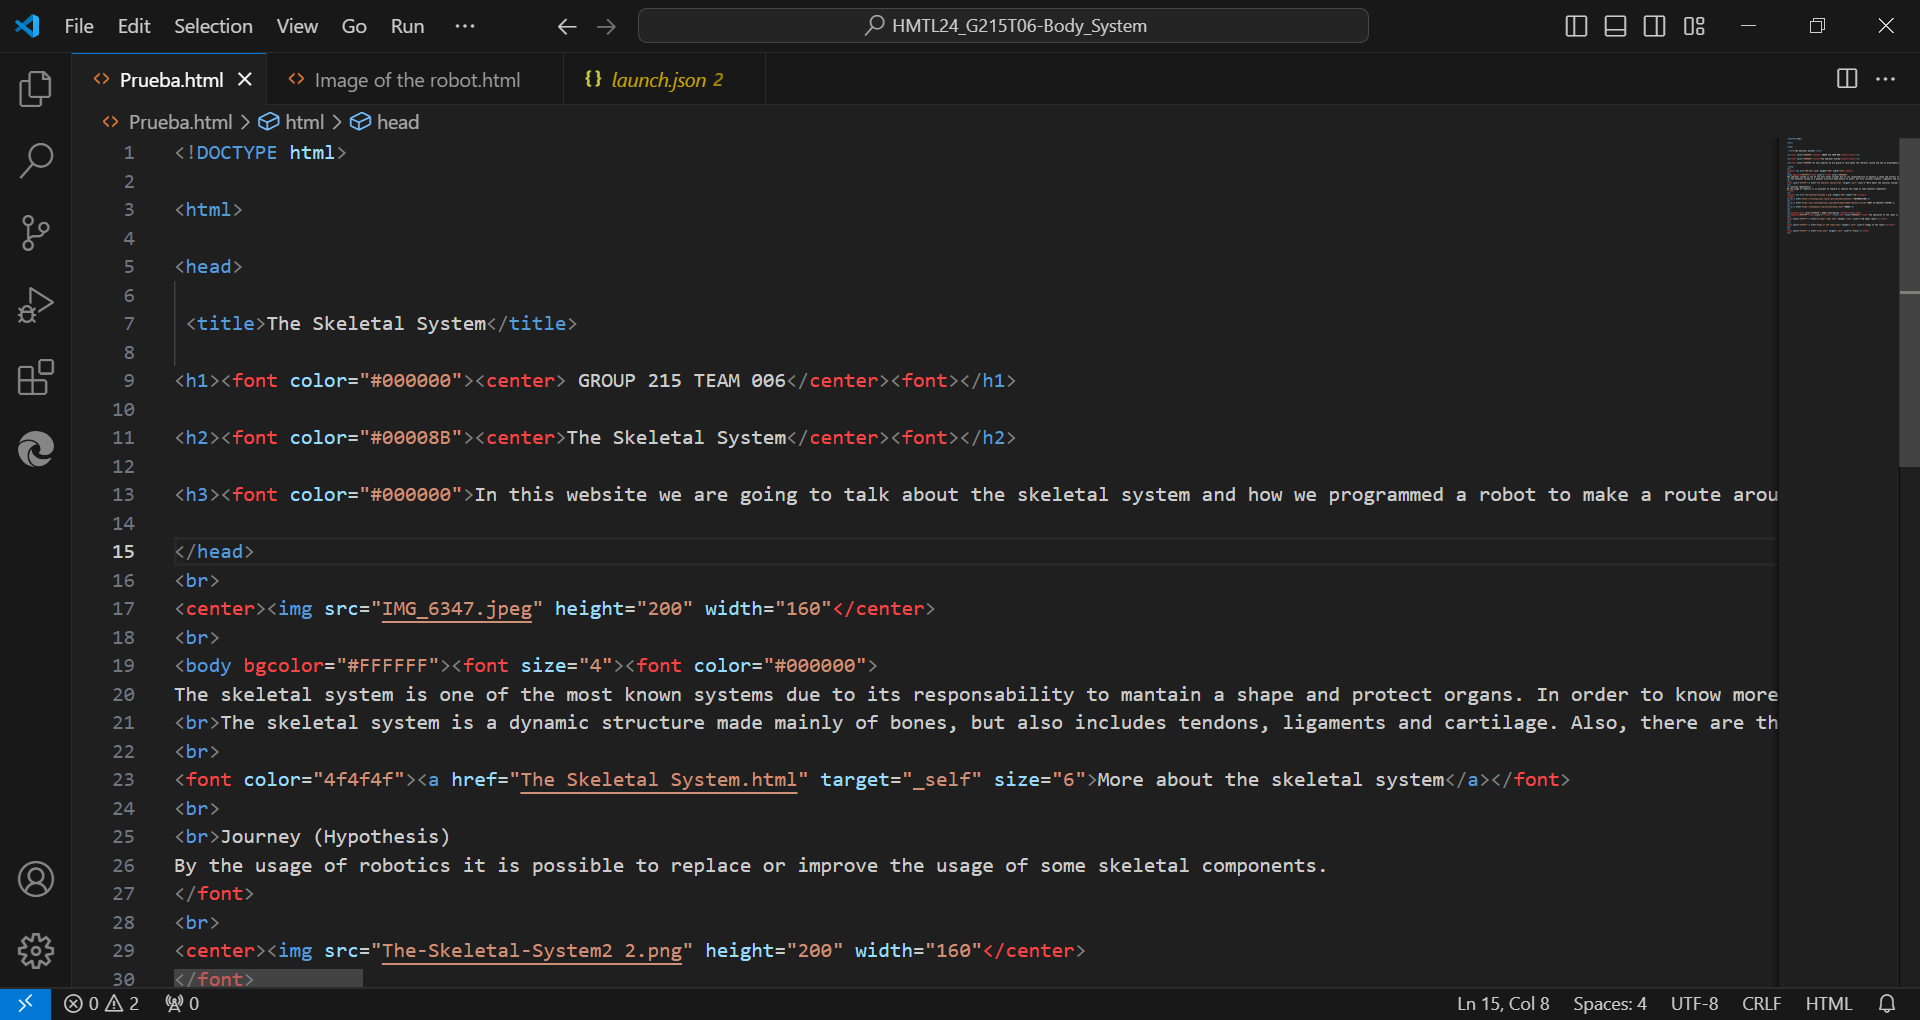 File Edit Selection View Go Run ··· HMTL24_G215T06-Body_System
Prueba.html Image of the robot.html {} launch.json 2
Prueba.html > html > head
1 <!DOCTYPE html>
2
3 <html>
4
5 <head>
6
7 <title>The Skeletal System</title>
8
9 <h1><font color="#000000"><center> GROUP 215 TEAM 006</center><font></h1>
10
11 <h2><font color="#00008B"><center>The Skeletal System</center><font></h2>
12
13 <h3><font color="#000000">In this website we are going to talk about the skeletal system and how we programmed a robot to make a route arou
14
15 </head>
16 <br>
17 <center><img src="IMG_6347.jpeg" height="200" width="160"</center>
18 <br>
19 <body bgcolor="#FFFFFF"><font size="4"><font color="#000000">
20 The skeletal system is one of the most known systems due to its responsability to mantain a shape and protect organs. In order to know more
21 <br>The skeletal system is a dynamic structure made mainly of bones, but also includes tendons, ligaments and cartilage. Also, there are th
22 <br>
23 <font color="4f4f4f"><a href="The Skeletal System.html" target="_self" size="6">More about the skeletal system</a></font>
24 <br>
25 <br>Journey (Hypothesis)
26 By the usage of robotics it is possible to replace or improve the usage of some skeletal components.
27 </font>
28 <br>
29 <center><img src="The-Skeletal-System2 2.png" height="200" width="160"</center>
30 </font>
0 2 0 Ln 15, Col 8 Spaces: 4 UTF-8 CRLF HTML